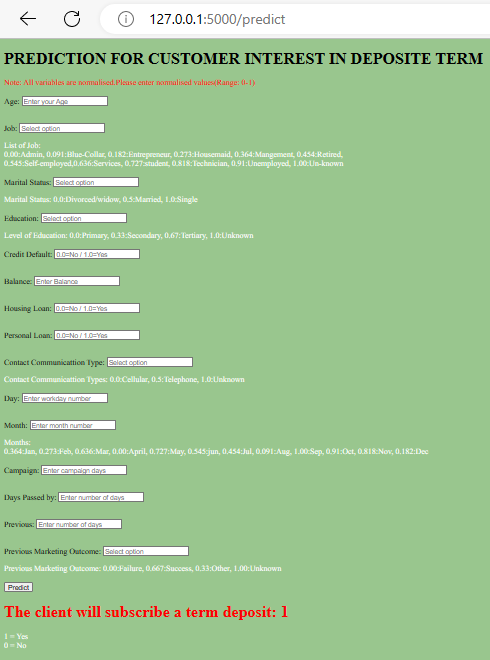 127.0.0.1:5000/predict
PREDICTION FOR CUSTOMER INTEREST IN DEPOSITE TERM
Note: All variables are normalised.Please enter normalised values(Range: 0-1)
Age: Enter your Age
Job: Select option
List of Job:
0.00:Admin, 0.091:Blue-Collar, 0.182:Entrepreneur, 0.273:Housemaid, 0.364:Mangement, 0.454:Retired,
0.545:Self-employed,0.636:Services, 0.727:student, 0.818:Technician, 0.91:Unemployed, 1.00:Un-known
Marital Status: Select option
Marital Status: 0.0:Divorced/widow, 0.5:Married, 1.0:Single
Education: Select option
Level of Education: 0.0:Primary, 0.33:Secondary, 0.67:Tertiary, 1.0:Unknown
Credit Default: 0.0=No / 1.0=Yes
Balance: Enter Balance
Housing Loan: 0.0=No / 1.0=Yes
Personal Loan: 0.0=No / 1.0=Yes
Contact Communicattion Type: Select option
Contact Communicattion Types: 0.0:Cellular, 0.5:Telephone, 1.0:Unknown
Day: Enter workday number
Month: Enter month number
Months:
0.364:Jan, 0.273:Feb, 0.636:Mar, 0.00:April, 0.727:May, 0.545:jun, 0.454:Jul, 0.091:Aug, 1.00:Sep, 0.91:Oct, 0.818:Nov, 0.182:Dec
Campaign: Enter campaign days
Days Passed by: Enter number of days
Previous: Enter number of days
Previous Marketing Outcome: Select option
Previous Marketing Outcome: 0.00:Failure, 0.667:Success, 0.33:Other, 1.00:Unknown
Predict
The client will subscribe a term deposit: 1
1 = Yes
0 = No